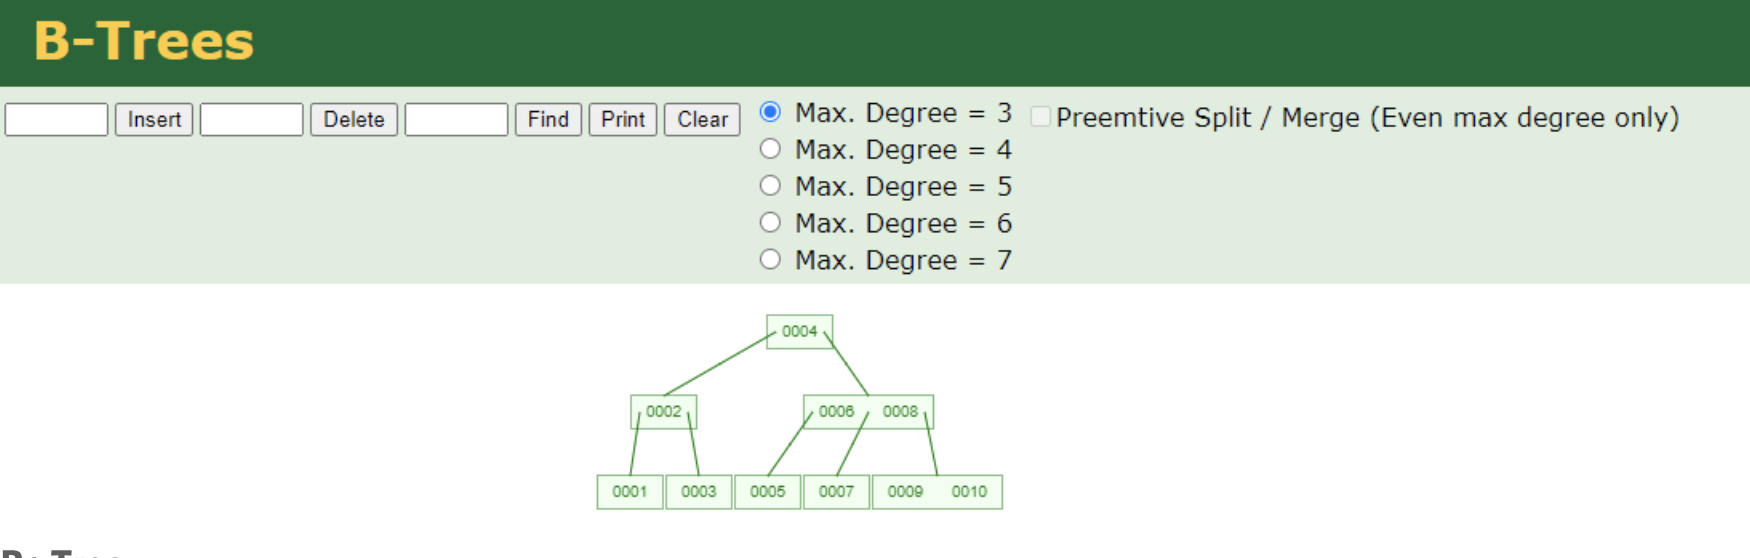 B-Trees
Insert Delete Find Print Clear
Max. Degree = 3
Max. Degree = 4
Max. Degree = 5
Max. Degree = 6
Max. Degree = 7
Preemtive Split / Merge (Even max degree only)
0004
0002 0006 0008
0001 0003 0005 0007 0009 0010